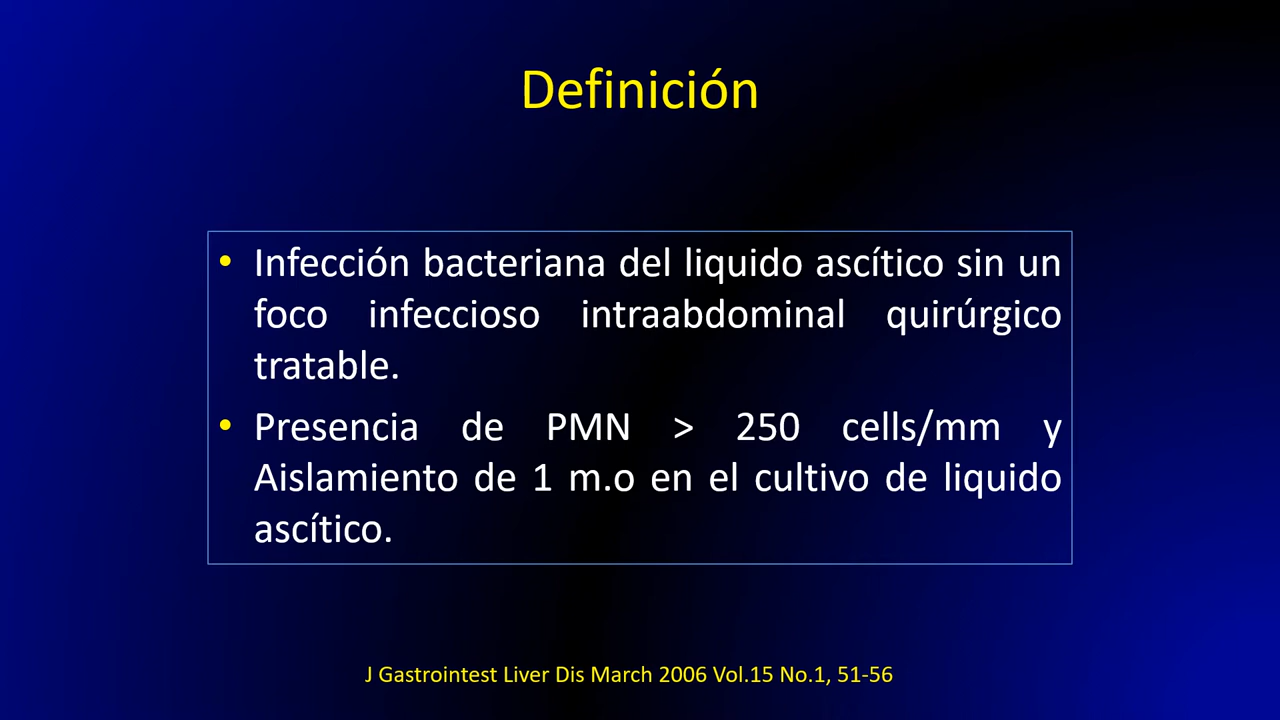 Definición
• Infección bacteriana del liquido ascítico sin un
foco infeccioso intraabdominal quirúrgico
tratable.
• Presencia de PMN > 250 cells/mm y
Aislamiento de 1 m.o en el cultivo de liquido
ascítico.
J Gastrointest Liver Dis March 2006 Vol.15 No.1, 51-56